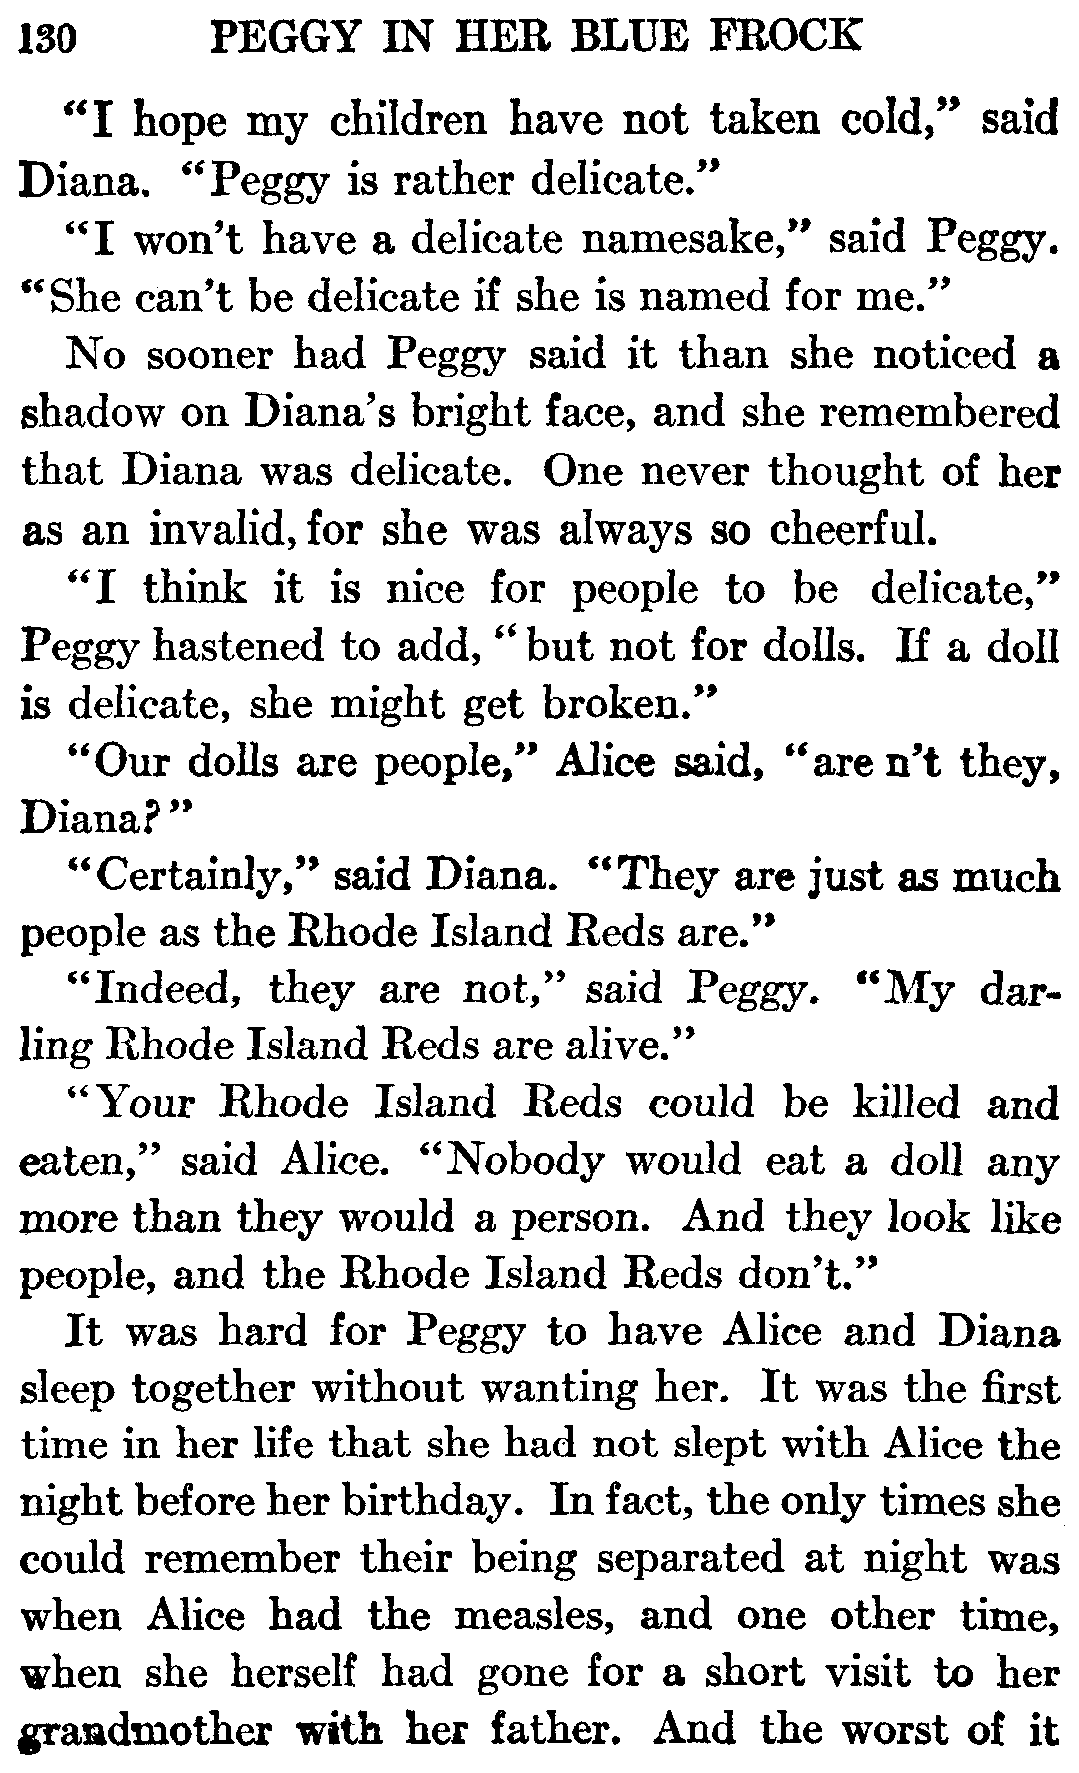 130 PEGGY IN HER BLUE FROCK
"I hope my children have not taken cold," said
Diana. "Peggy is rather delicate."
"I won't have a delicate namesake," said Peggy.
"She can't be delicate if she is named for me."
No sooner had Peggy said it than she noticed a
shadow on Diana's bright face, and she remembered
that Diana was delicate. One never thought of her
as an invalid, for she was always so cheerful.
"I think it is nice for people to be delicate,"
Peggy hastened to add, "but not for dolls. If a doll
is delicate, she might get broken."
"Our dolls are people," Alice said, "are n't they,
Diana?"
"Certainly," said Diana. "They are just as much
people as the Rhode Island Reds are."
"Indeed, they are not," said Peggy. "My dar-
ling Rhode Island Reds are alive."
"Your Rhode Island Reds could be killed and
eaten," said Alice. "Nobody would eat a doll any
more than they would a person. And they look like
people, and the Rhode Island Reds don't."
It was hard for Peggy to have Alice and Diana
sleep together without wanting her. It was the first
time in her life that she had not slept with Alice the
night before her birthday. In fact, the only times she
could remember their being separated at night was
when Alice had the measles, and one other time,
when she herself had gone for a short visit to her
grandmother with her father. And the worst of it